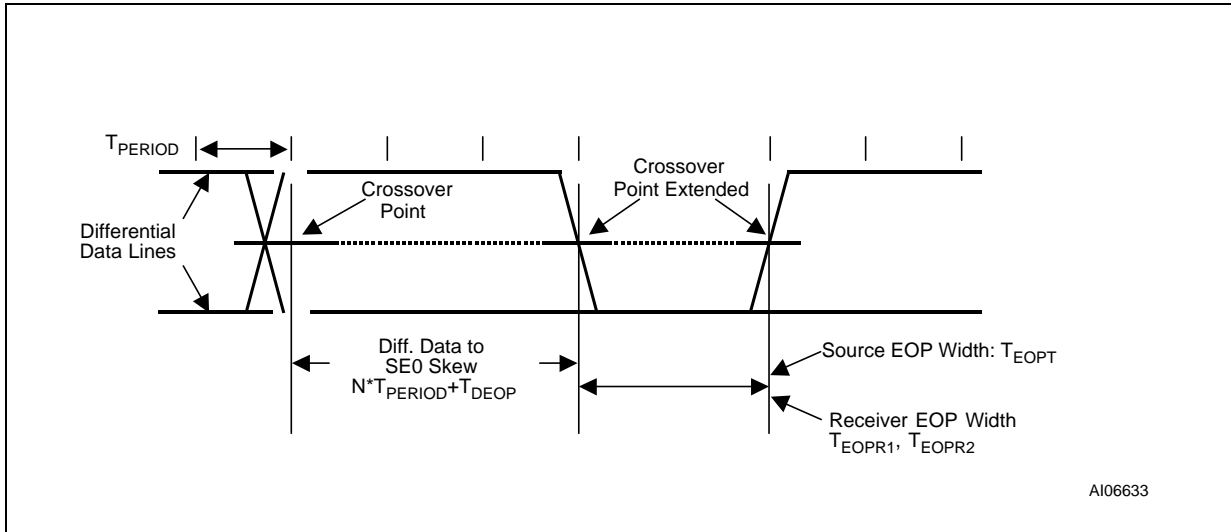 TPERIOD
Crossover
Point
Crossover
Point Extended
Differential
Data Lines
Diff. Data to
SE0 Skew
N*TPERIOD+TDEOP
Source EOP Width: TEOPT
Receiver EOP Width
TEOPR1, TEOPR2
AI06633